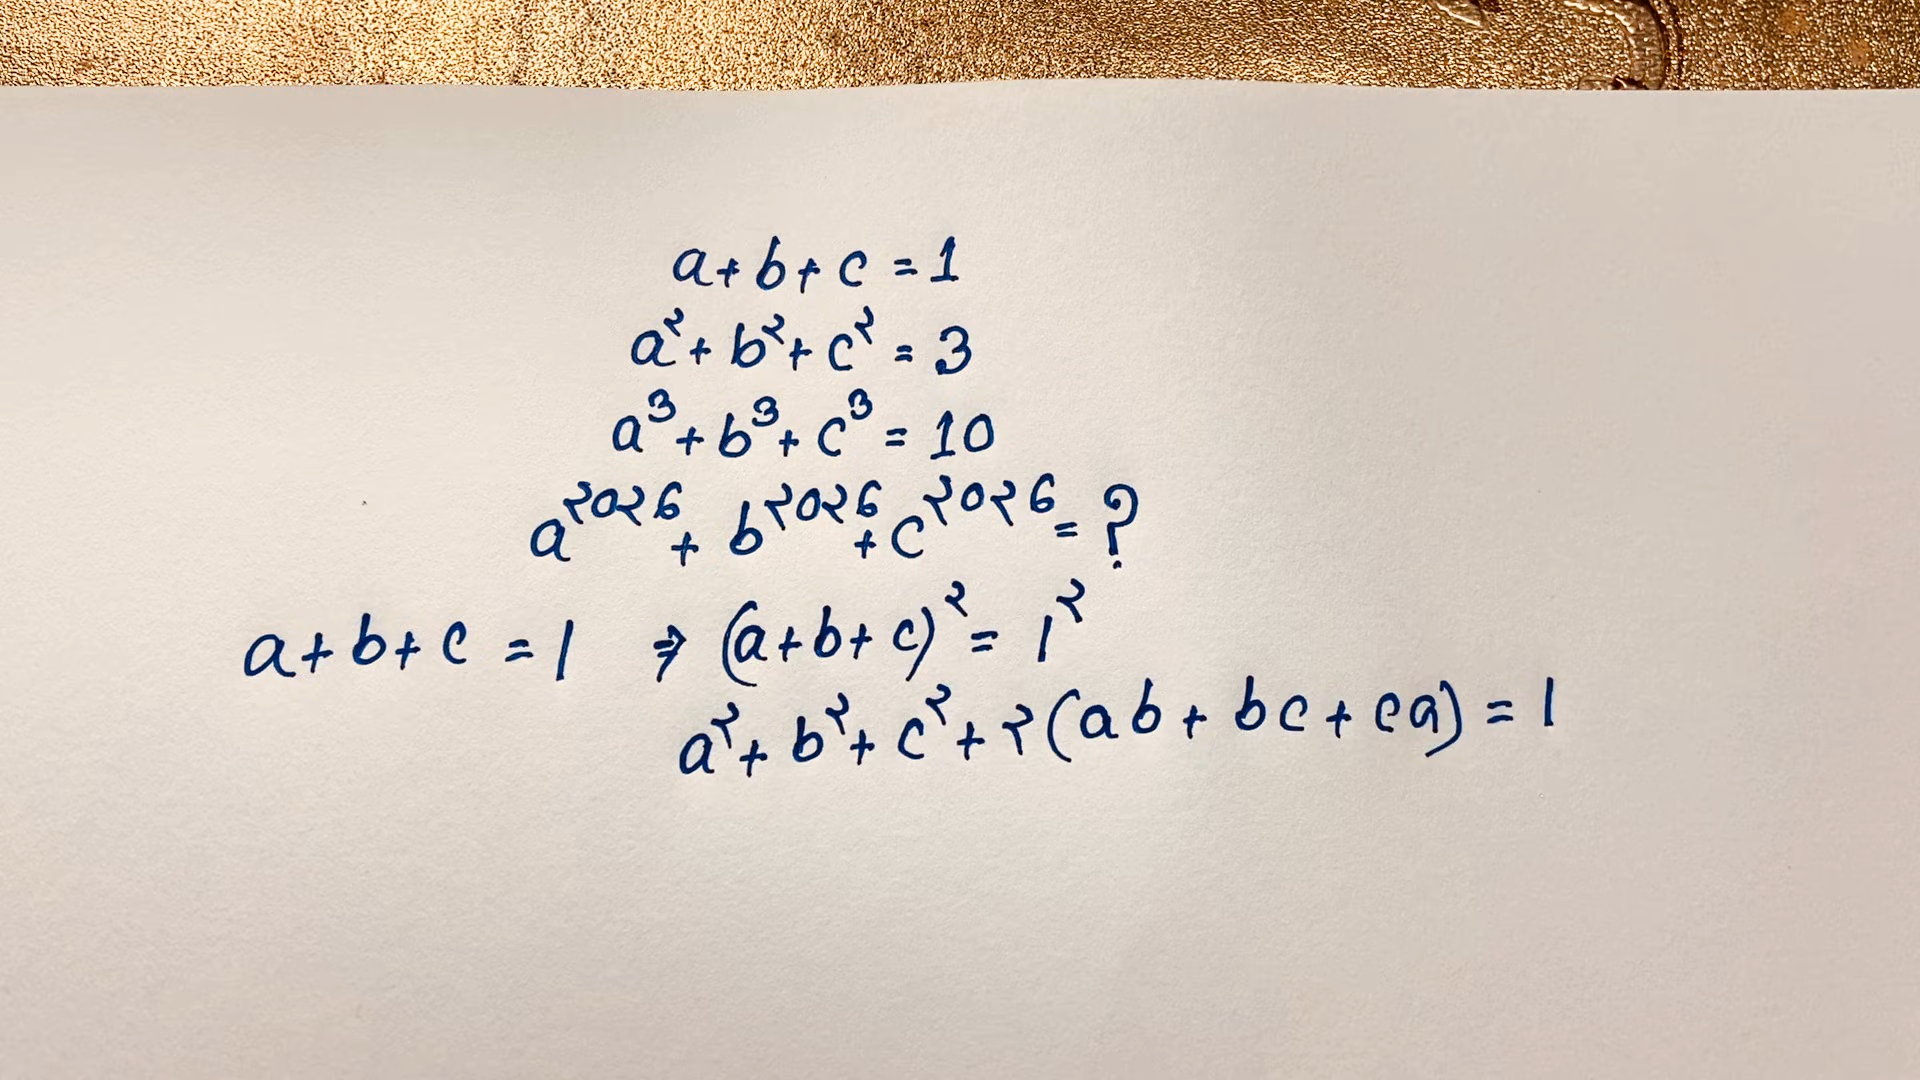 a + b + c = 1
a² + b² + c² = 3
a³ + b³ + c³ = 10
a²⁰²⁶ + b²⁰²⁶ + c²⁰²⁶ = ?
a + b + c = 1 ⇒ (a + b + c)² = 1²
a² + b² + c² + 2(ab + bc + ca) = 1